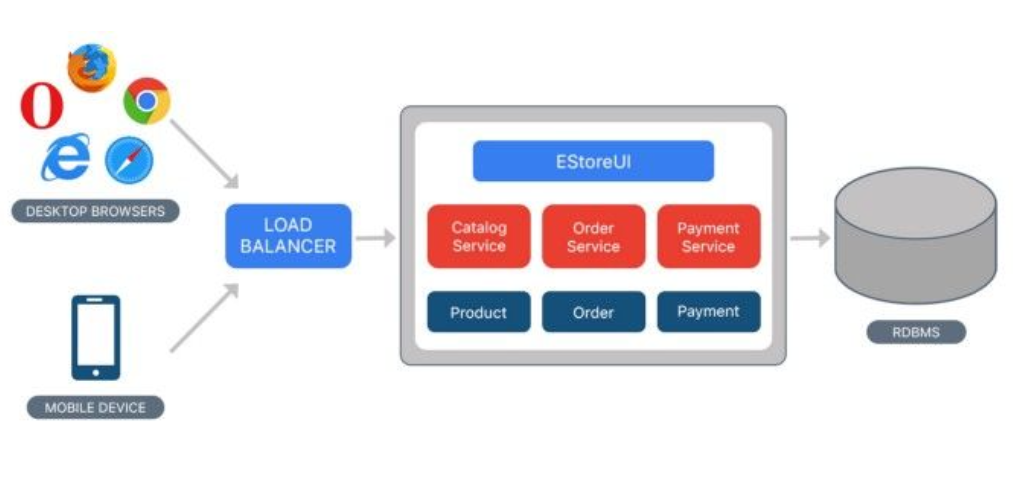 DESKTOP BROWSERS
MOBILE DEVICE
LOAD
BALANCER
EStoreUI
Catalog
Service
Order
Service
Payment
Service
Product
Order
Payment
RDBMS